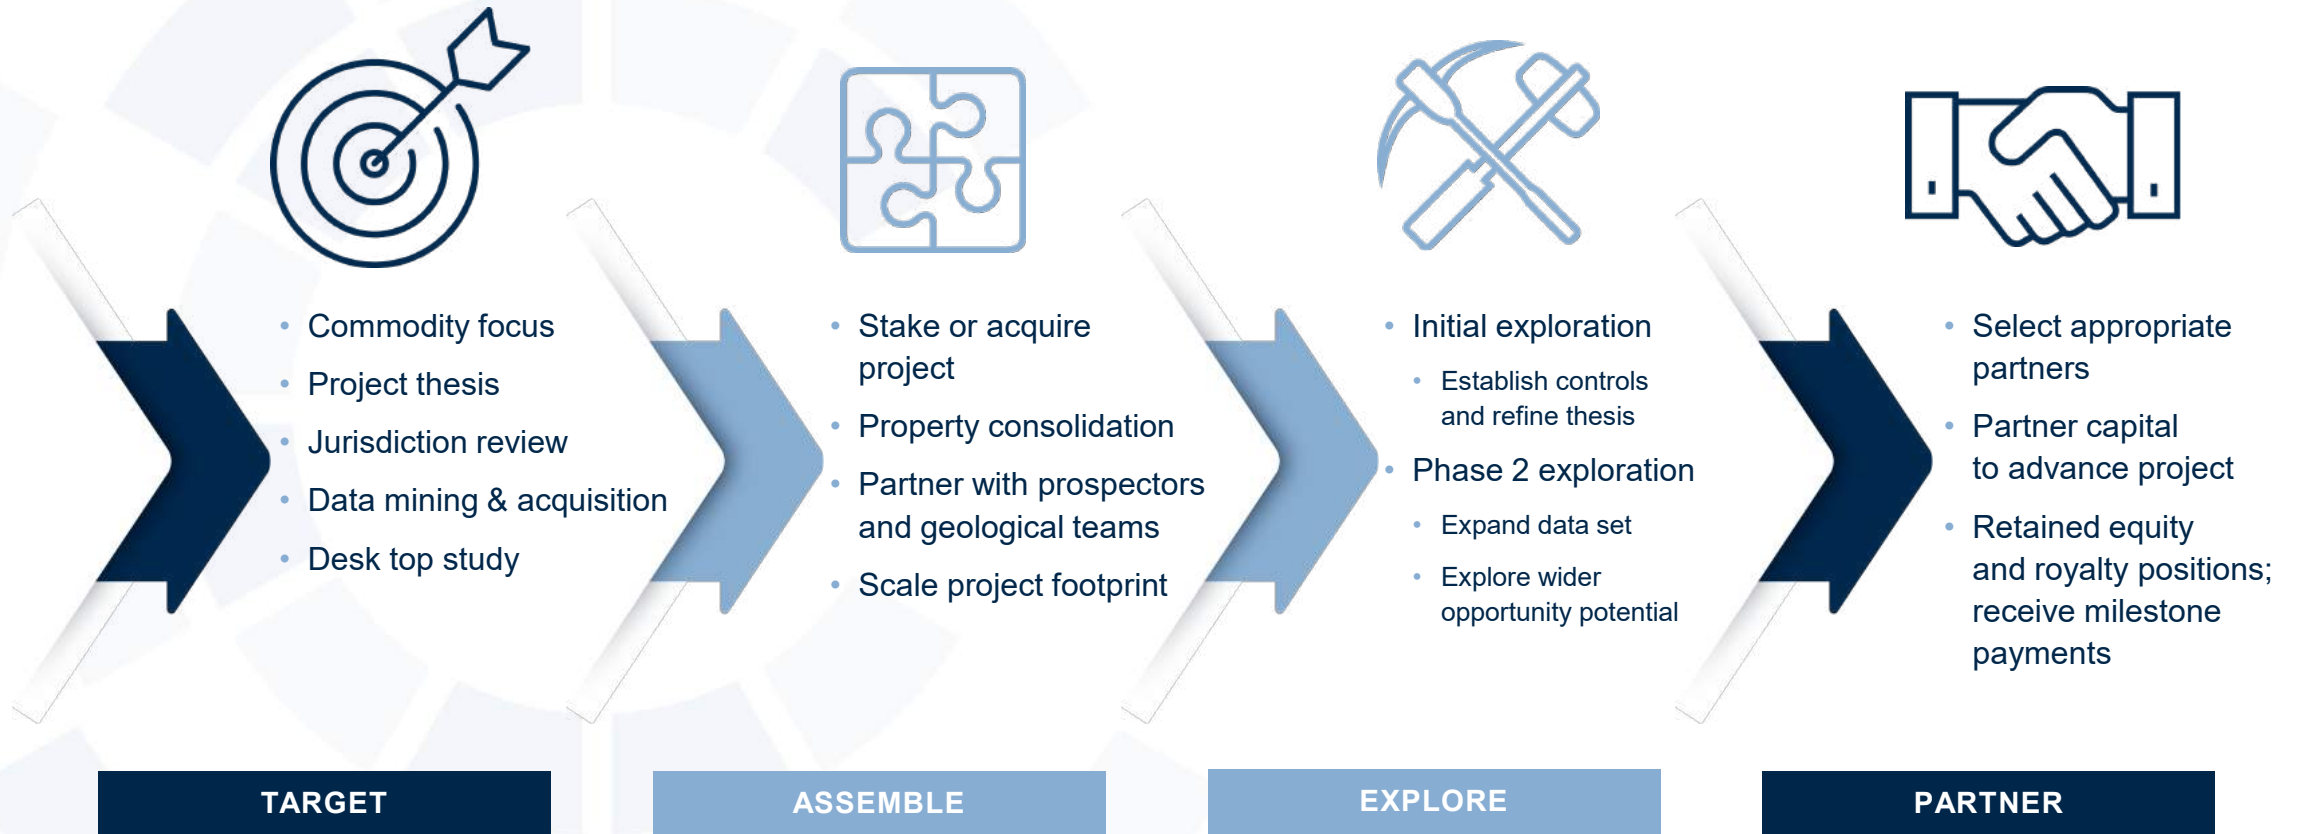 • Commodity focus
• Project thesis
• Jurisdiction review
• Data mining & acquisition
• Desk top study
TARGET
• Stake or acquire
project
• Property consolidation
• Partner with prospectors
and geological teams
• Scale project footprint
ASSEMBLE
• Initial exploration
• Establish controls
and refine thesis
• Phase 2 exploration
• Expand data set
• Explore wider
opportunity potential
EXPLORE
• Select appropriate
partners
• Partner capital
to advance project
• Retained equity
and royalty positions;
receive milestone
payments
PARTNER